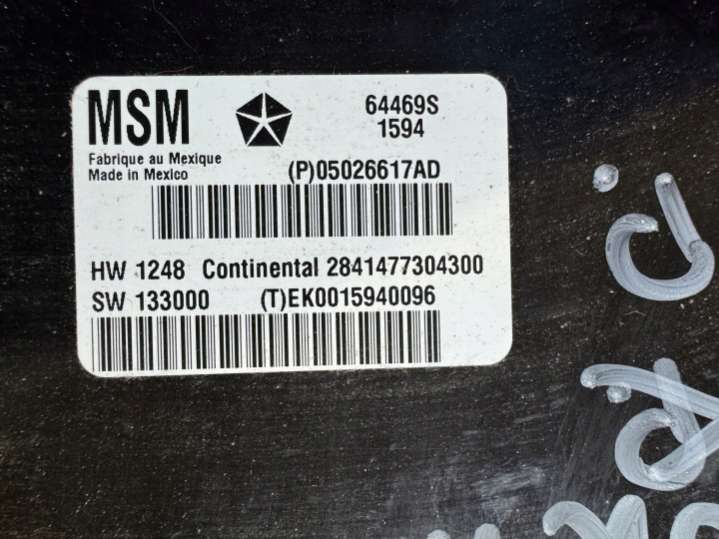 MSM
64469S
1594
Fabrique au Mexique
Made in Mexico
(P)05026617AD
HW 1248 Continental 2841477304300
SW 133000 (T)EK0015940096